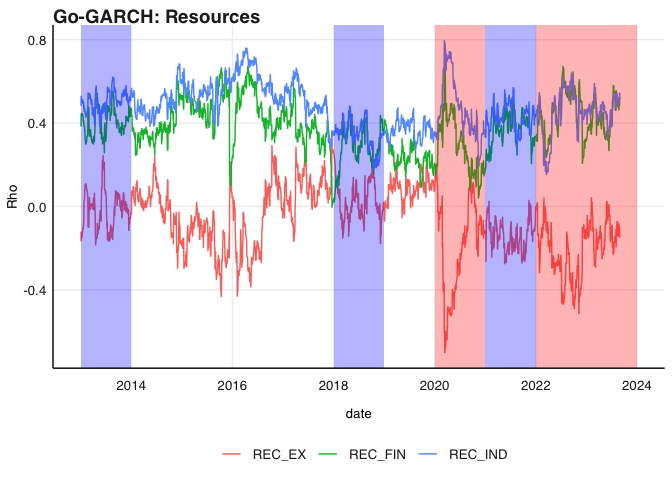 Go-GARCH: Resources
0.8
0.4
0.0
-0.4
Rho
2014 2016 2018 2020 2022 2024
date
REC_EX REC_FIN REC_IND